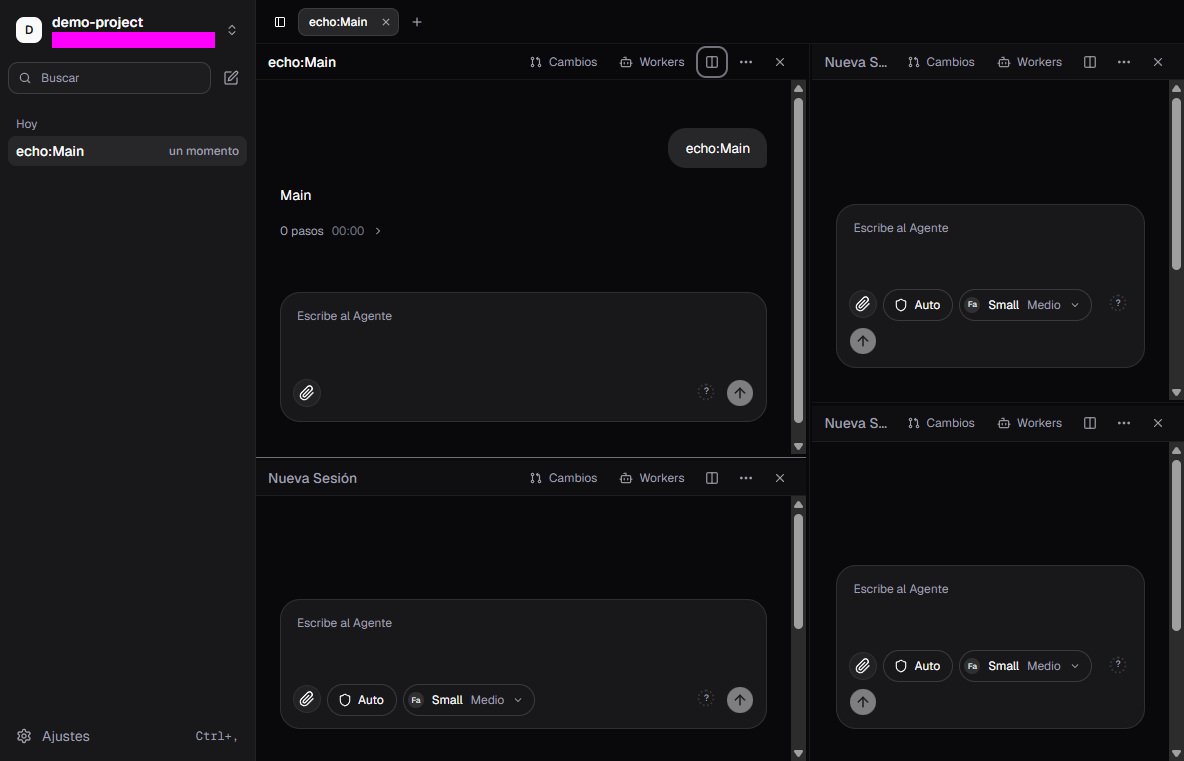 D
demo-project
Buscar
Hoy
echo:Main
un momento
Ajustes
Ctrl+,
echo:Main
echo:Main
Cambios
Workers
echo:Main
Main
0 pasos 00:00
Escribe al Agente
?
Nueva Sesión
Cambios
Workers
Escribe al Agente
Auto
Fa Small Medio
?
Nueva S...
Cambios
Workers
Escribe al Agente
Auto
Fa Small Medio
?
Nueva S...
Cambios
Workers
Escribe al Agente
Auto
Fa Small Medio
?